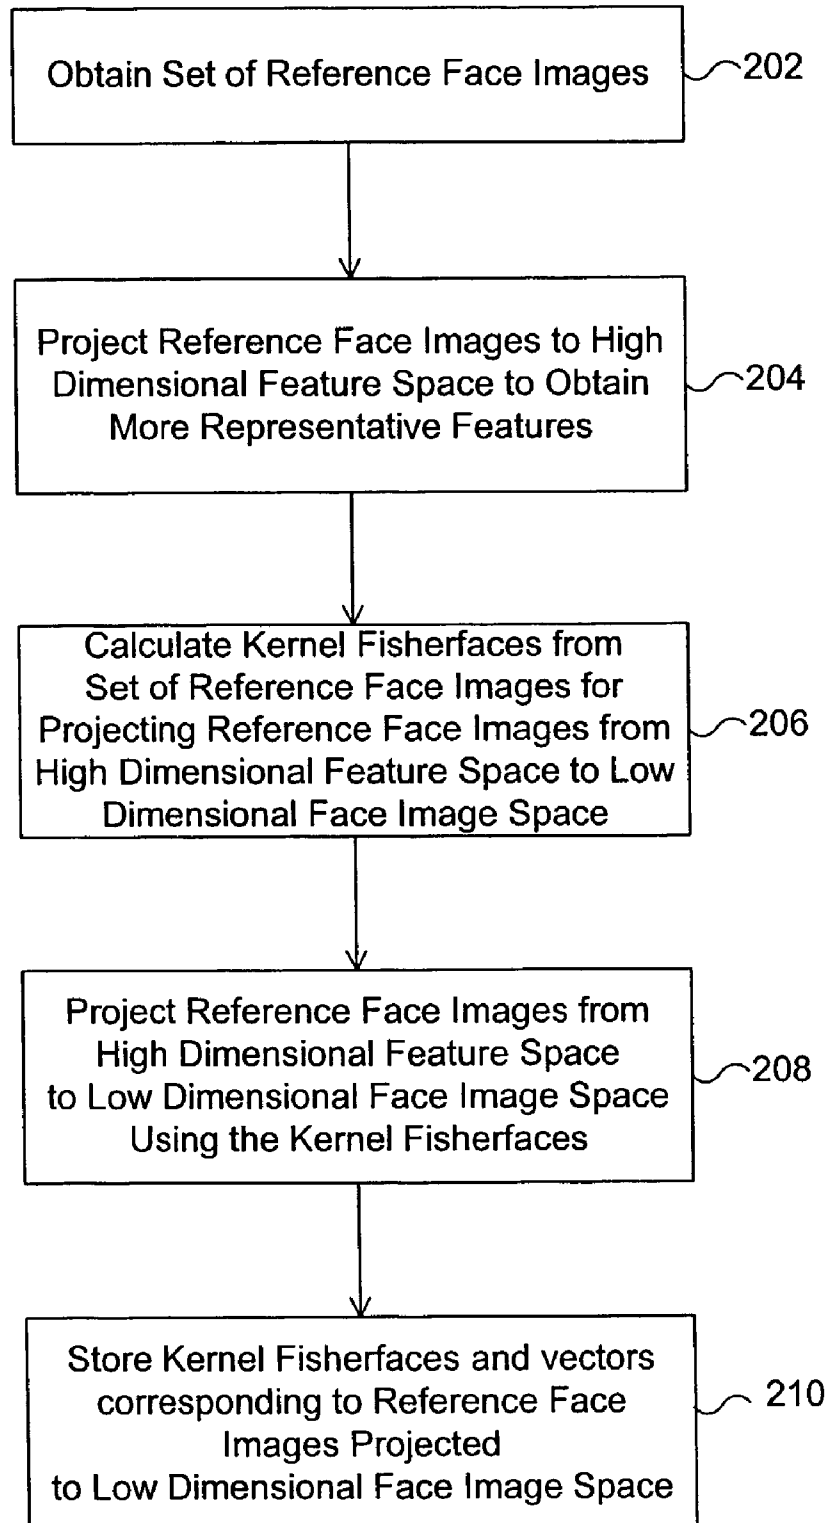 Obtain Set of Reference Face Images
202
Project Reference Face Images to High
Dimensional Feature Space to Obtain
More Representative Features
204
Calculate Kernel Fisherfaces from
Set of Reference Face Images for
Projecting Reference Face Images from
High Dimensional Feature Space to Low
Dimensional Face Image Space
206
Project Reference Face Images from
High Dimensional Feature Space
to Low Dimensional Face Image Space
Using the Kernel Fisherfaces
208
Store Kernel Fisherfaces and vectors
corresponding to Reference Face
Images Projected
to Low Dimensional Face Image Space
210